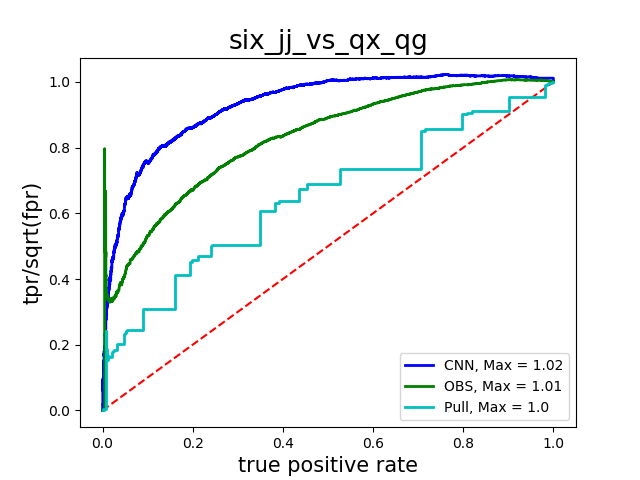 six_jj_vs_qx_qg
tpr/sqrt(fpr)
1.0
0.8
0.6
0.4
0.2
0.0
CNN, Max = 1.02
OBS, Max = 1.01
Pull, Max = 1.0
0.0 0.2 0.4 0.6 0.8 1.0
true positive rate